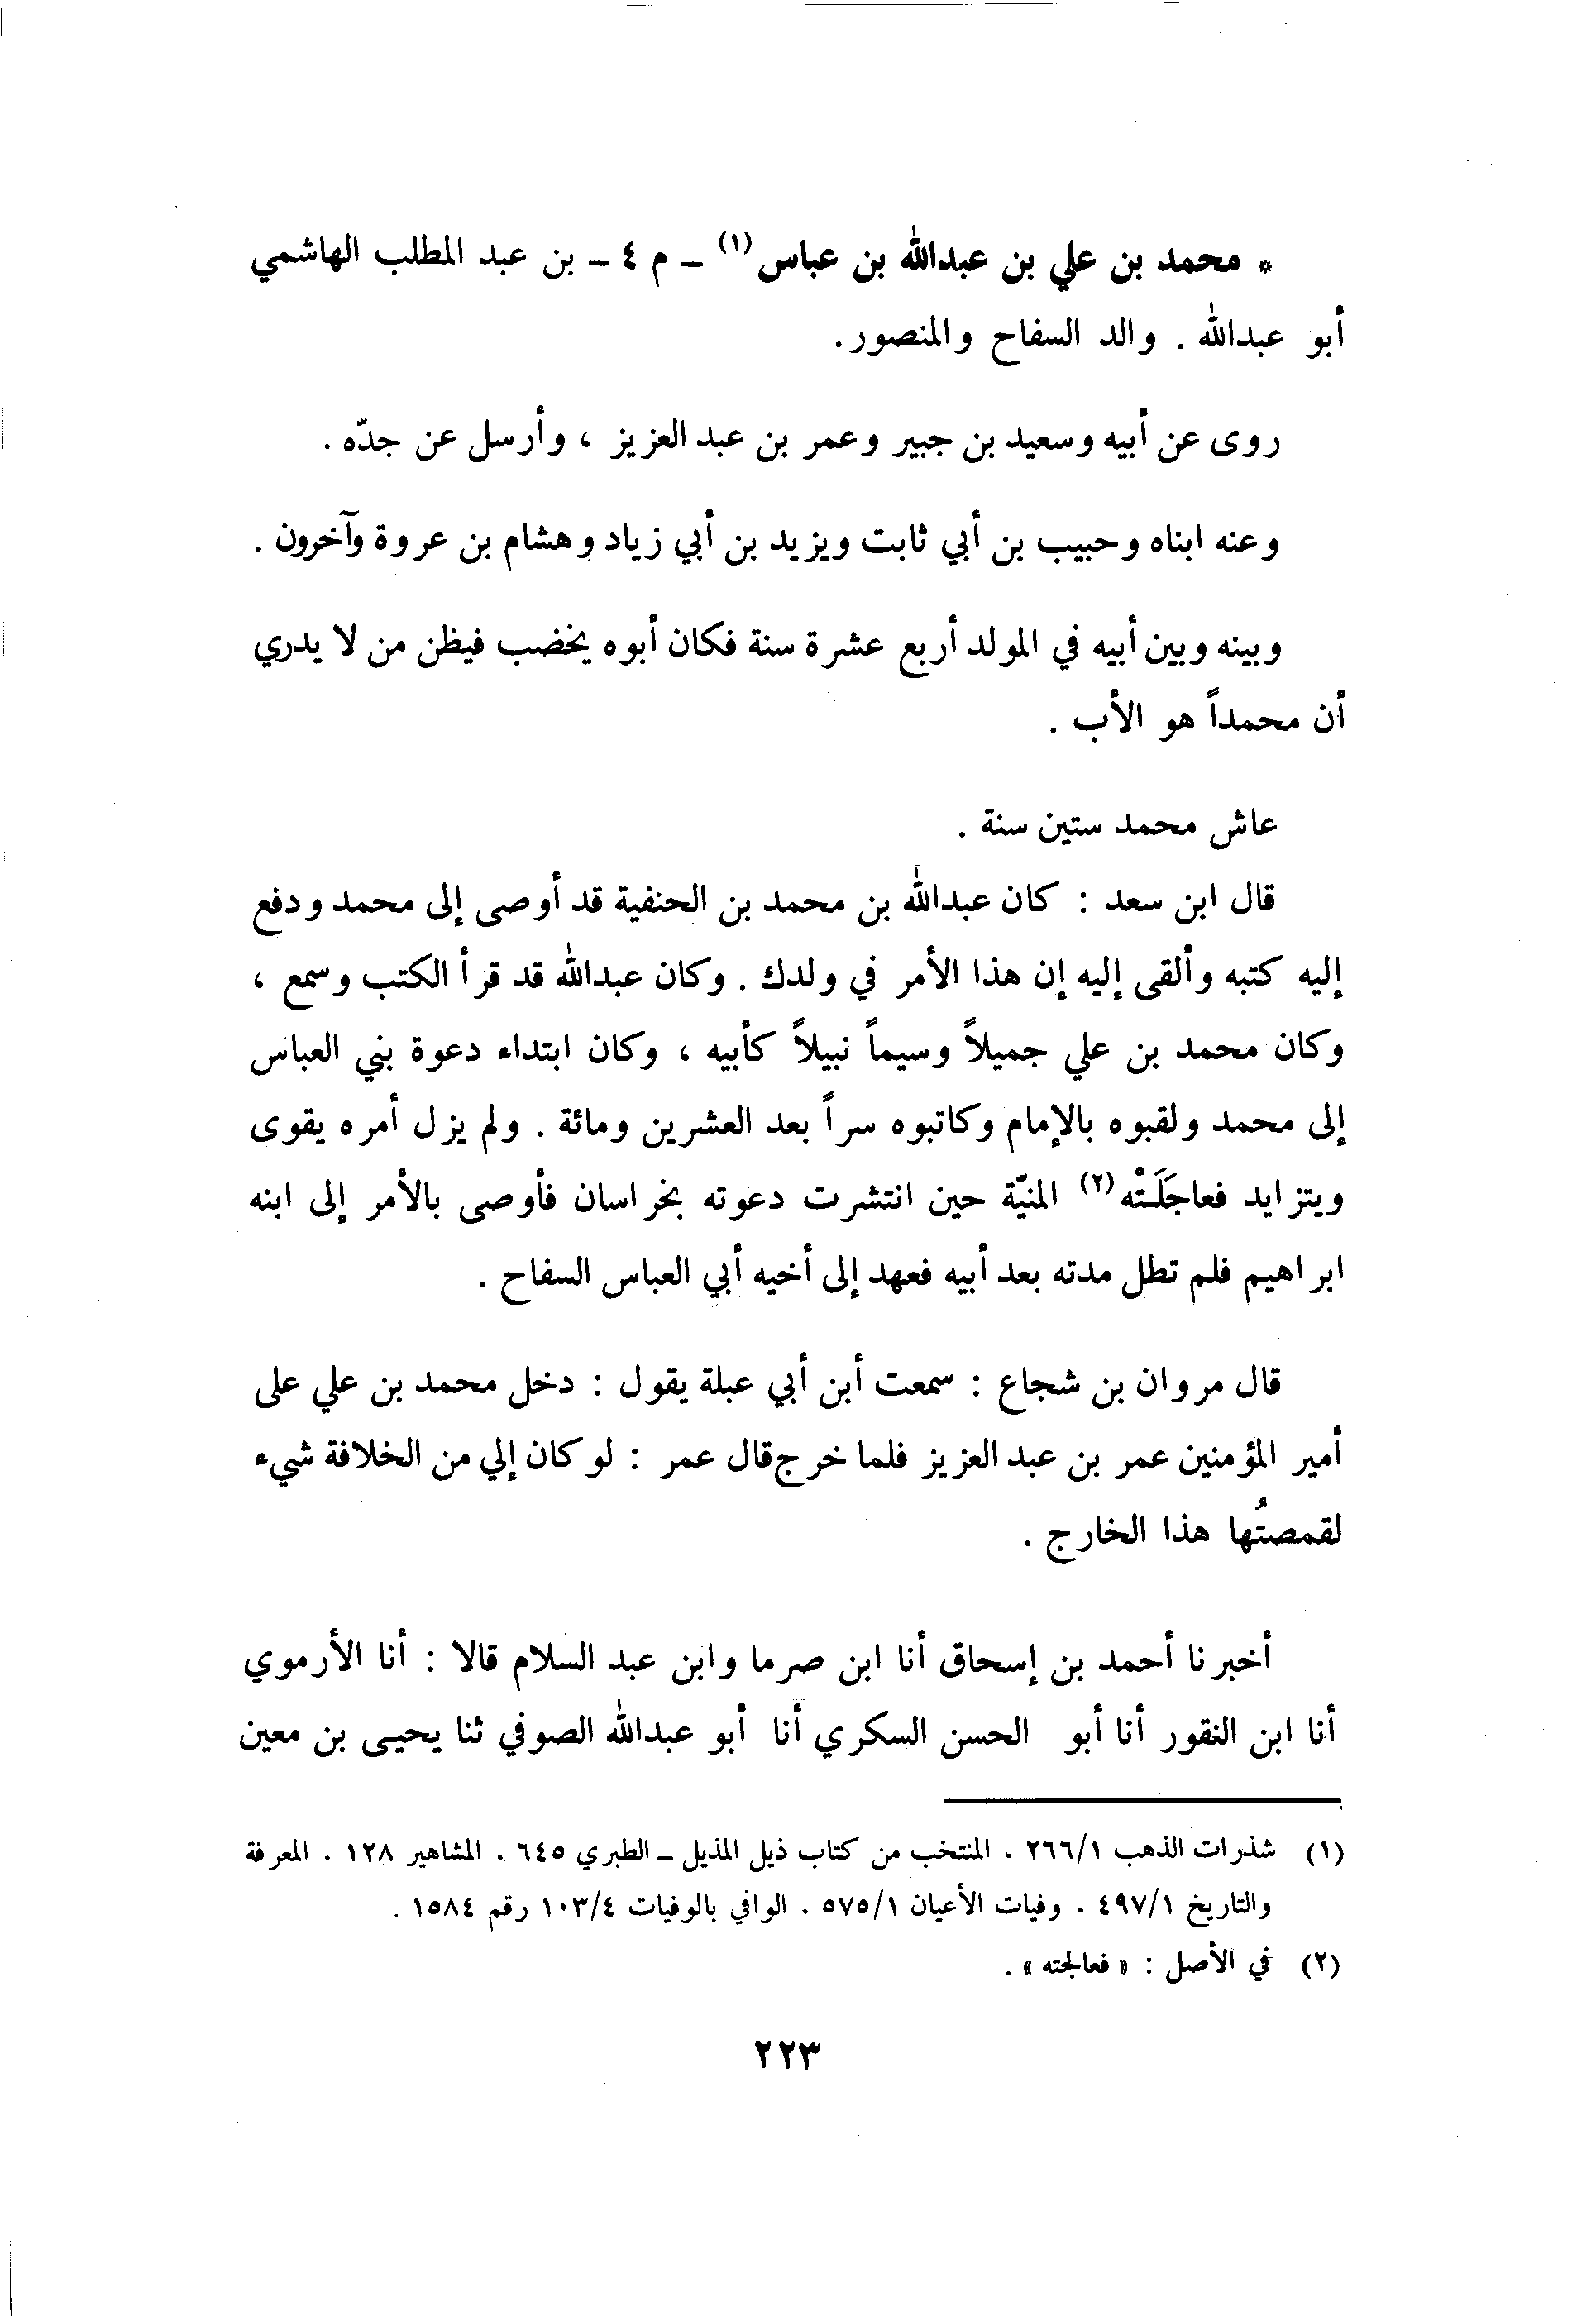 * محمد بن علي بن عبدالله بن عباس (١) – م ٤ – بن عبد المطلب الهاشمي
أبو عبدالله . والد السفاح والمنصور.
روى عن أبيه وسعيد بن جبير وعمر بن عبد العزيز ، وأرسل عن جدّه .
وعنه ابناه وحبيب بن أبي ثابت ويزيد بن أبي زياد وهشام بن عروة وآخرون .
وبينه وبين أبيه في المولد أربع عشرة سنة فكان أبوه يخضب فيظن من لا يدري
أن محمداً هو الأب .
عاش محمد ستين سنة .
قال ابن سعد : كان عبدالله بن محمد بن الحنفية قد أوصى إلى محمد ودفع
إليه كتبه وألقى إليه إن هذا الأمر في ولدك . وكان عبدالله قد قرأ الكتب وسمع ،
وكان محمد بن علي جميلاً وسيماً نبيلاً كأبيه ، وكان ابتداء دعوة بني العباس
إلى محمد ولقبوه بالإمام وكاتبوه سراً بعد العشرين ومائة . ولم يزل أمره يقوى
ويتزايد فعاجَلَتْه (٢) المنيّة حين انتشرت دعوته بخراسان فأوصى بالأمر إلى ابنه
ابراهيم فلم تطل مدته بعد أبيه فعهد إلى أخيه أبي العباس السفاح .
قال مروان بن شجاع : سمعت أبن أبي عبلة يقول : دخل محمد بن علي على
أمير المؤمنين عمر بن عبد العزيز فلما خرج قال عمر : لو كان إلي من الخلافة شيء
لقمصتُها هذا الخارج .
أخبرنا أحمد بن إسحاق أنا ابن صرما وابن عبد السلام قالا : أنا الأرموي
أنا ابن النقور أنا أبو الحسن السكري أنا أبو عبدالله الصوفي ثنا يحيى بن معين
(١) شذرات الذهب ٢٦٦/١ . المنتخب من كتاب ذيل المذيل – الطبري ٦٤٥ . المشاهير ١٢٨ . المعرفة
والتاريخ ٤٩٧/١ . وفيات الأعيان ٥٧٥/١ . الوافي بالوفيات ١٠٣/٤ رقم ١٥٨٤ .
(٢) في الأصل : « فعالجته » .
٢٢٣